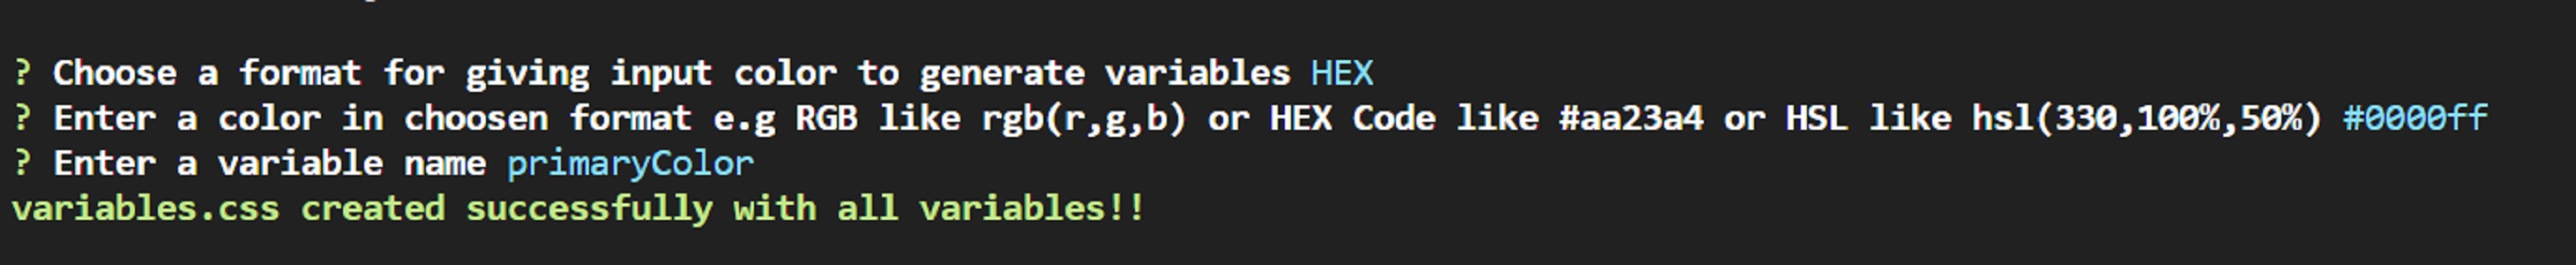 ? Choose a format for giving input color to generate variables HEX
? Enter a color in choosen format e.g RGB like rgb(r,g,b) or HEX Code like #aa23a4 or HSL like hsl(330,100%,50%) #0000ff
? Enter a variable name primaryColor
variables.css created successfully with all variables!!